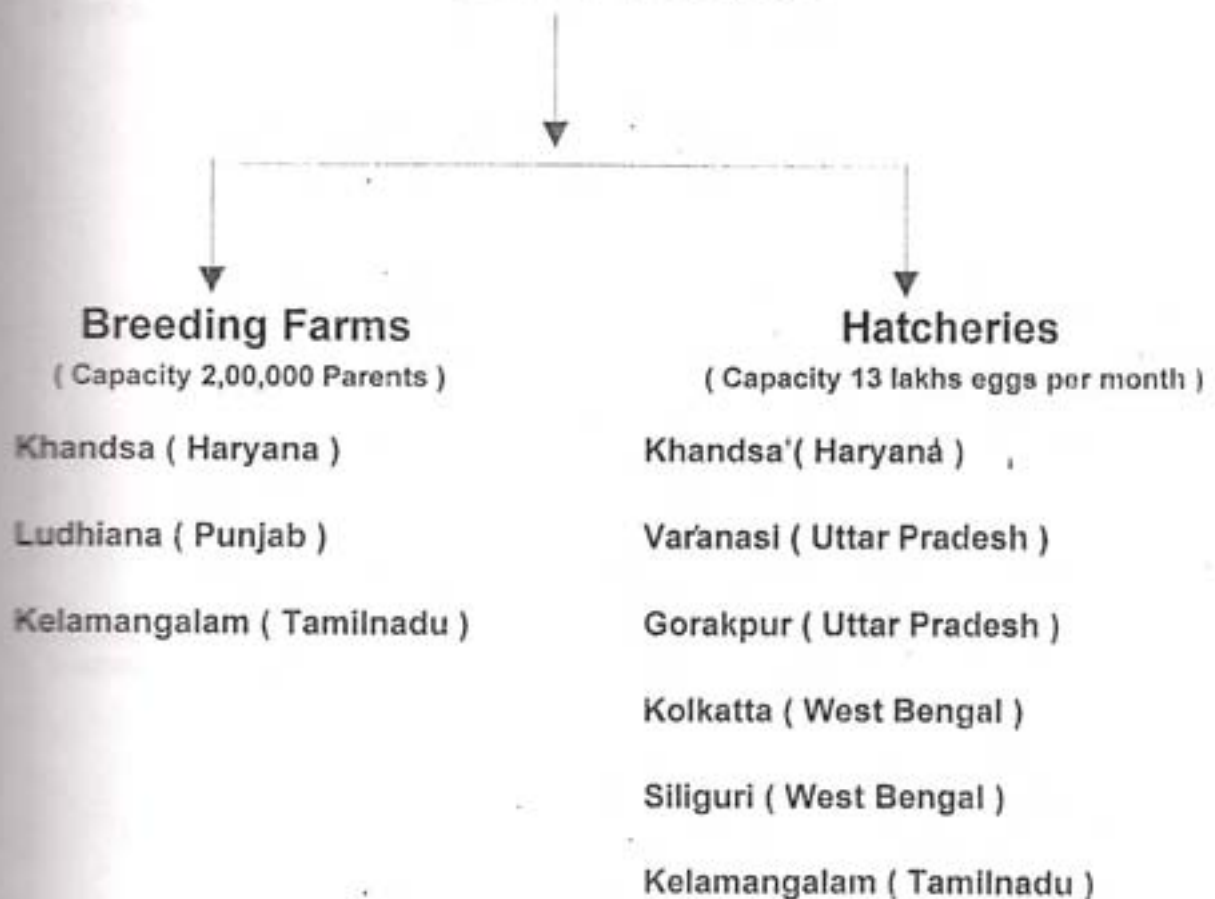 Breeding Farms
( Capacity 2,00,000 Parents )
Khandsa ( Haryana )
Ludhiana ( Punjab )
Kelamangalam ( Tamilnadu )
Hatcheries
( Capacity 13 lakhs eggs per month )
Khandsa ( Haryana )
Varanasi ( Uttar Pradesh )
Gorakpur ( Uttar Pradesh )
Kolkatta ( West Bengal )
Siliguri ( West Bengal )
Kelamangalam ( Tamilnadu )